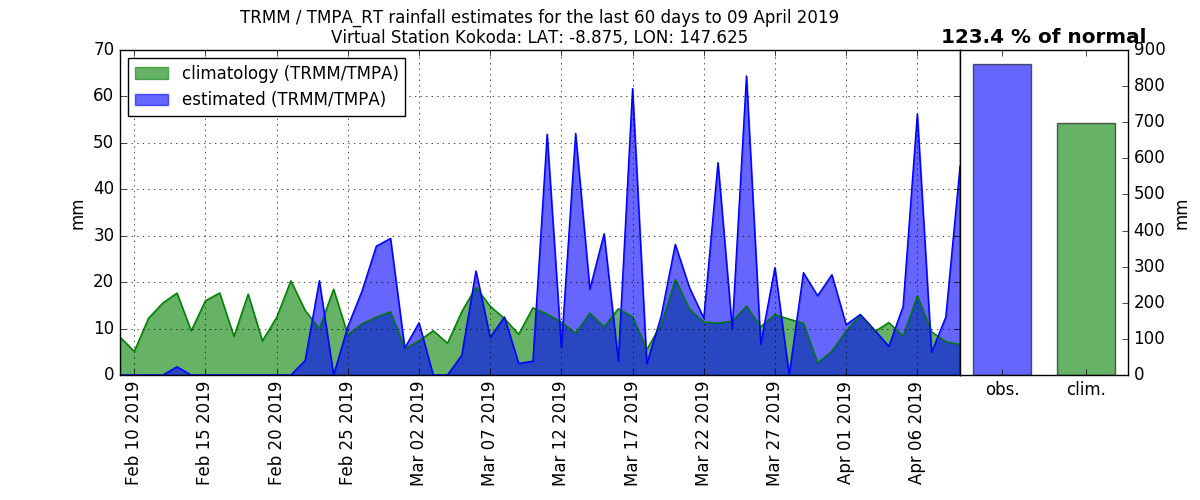 TRMM / TMPA_RT rainfall estimates for the last 60 days to 09 April 2019
Virtual Station Kokoda: LAT: -8.875, LON: 147.625
123.4 % of normal
climatology (TRMM/TMPA)
estimated (TRMM/TMPA)
70
60
50
40
30
20
10
0
mm
Feb 10 2019
Feb 15 2019
Feb 20 2019
Feb 25 2019
Mar 02 2019
Mar 07 2019
Mar 12 2019
Mar 17 2019
Mar 22 2019
Mar 27 2019
Apr 01 2019
Apr 06 2019
900
800
700
600
500
400
300
200
100
0
mm
obs.
clim.